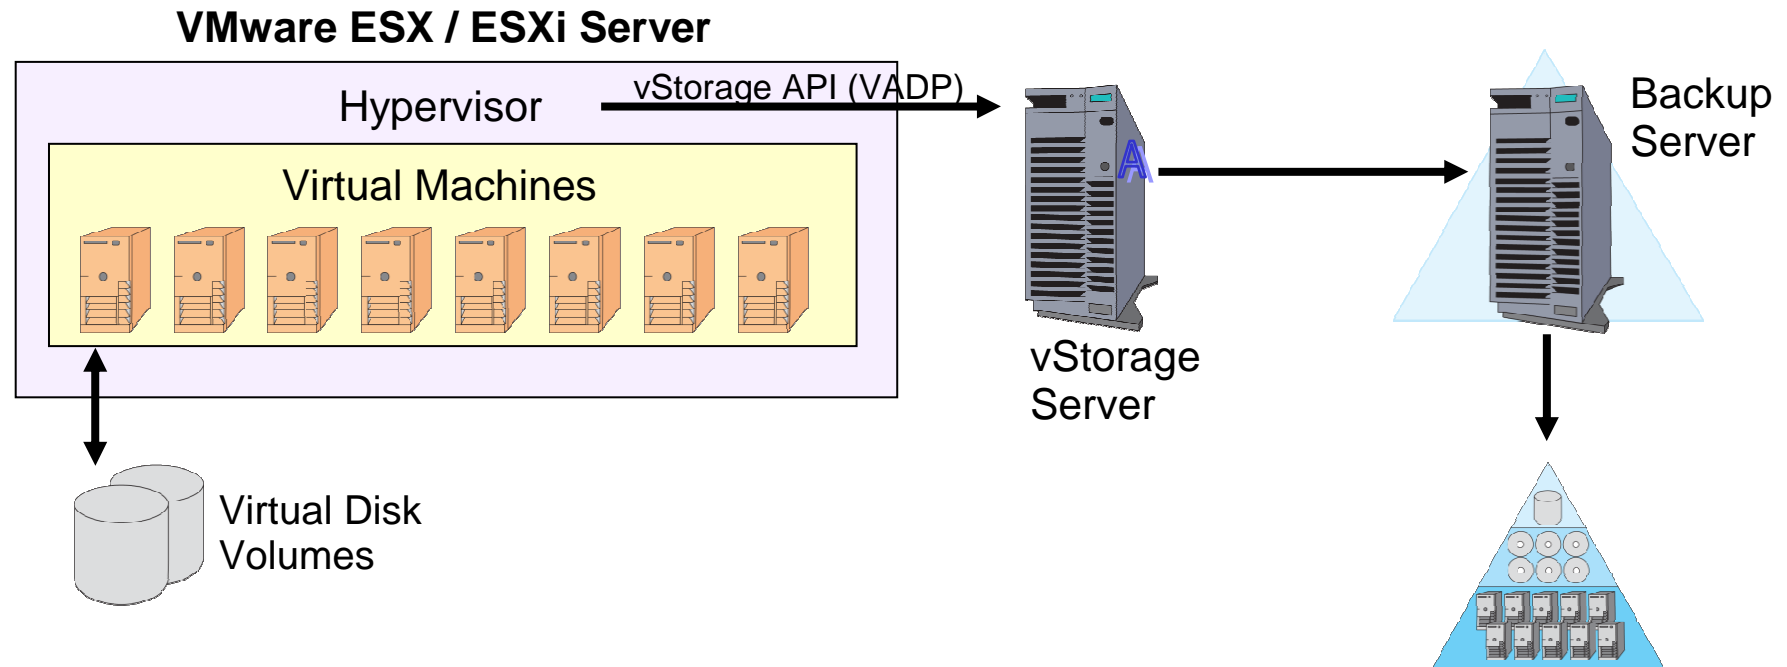 VMware ESX / ESXi Server
Hypervisor
vStorage API (VADP)
Virtual Machines
A
Backup
Server
vStorage
Server
Virtual Disk
Volumes